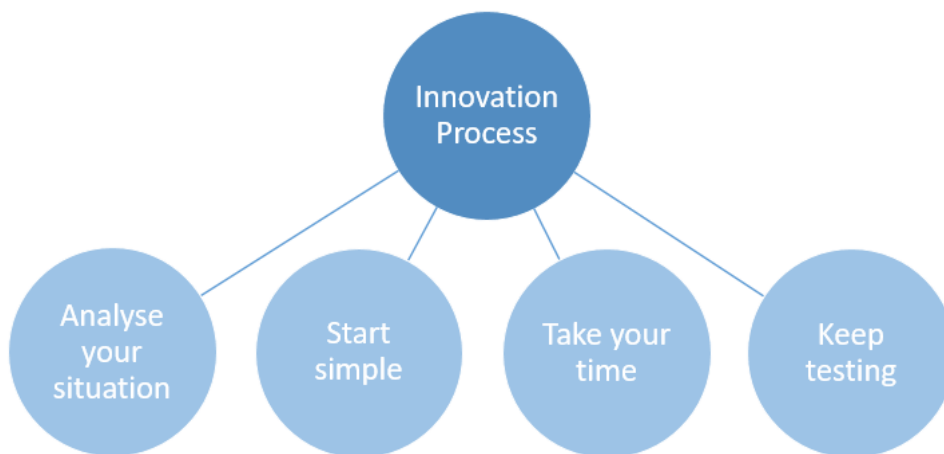 Innovation
Process
Analyse
your
situation
Start
simple
Take your
time
Keep
testing